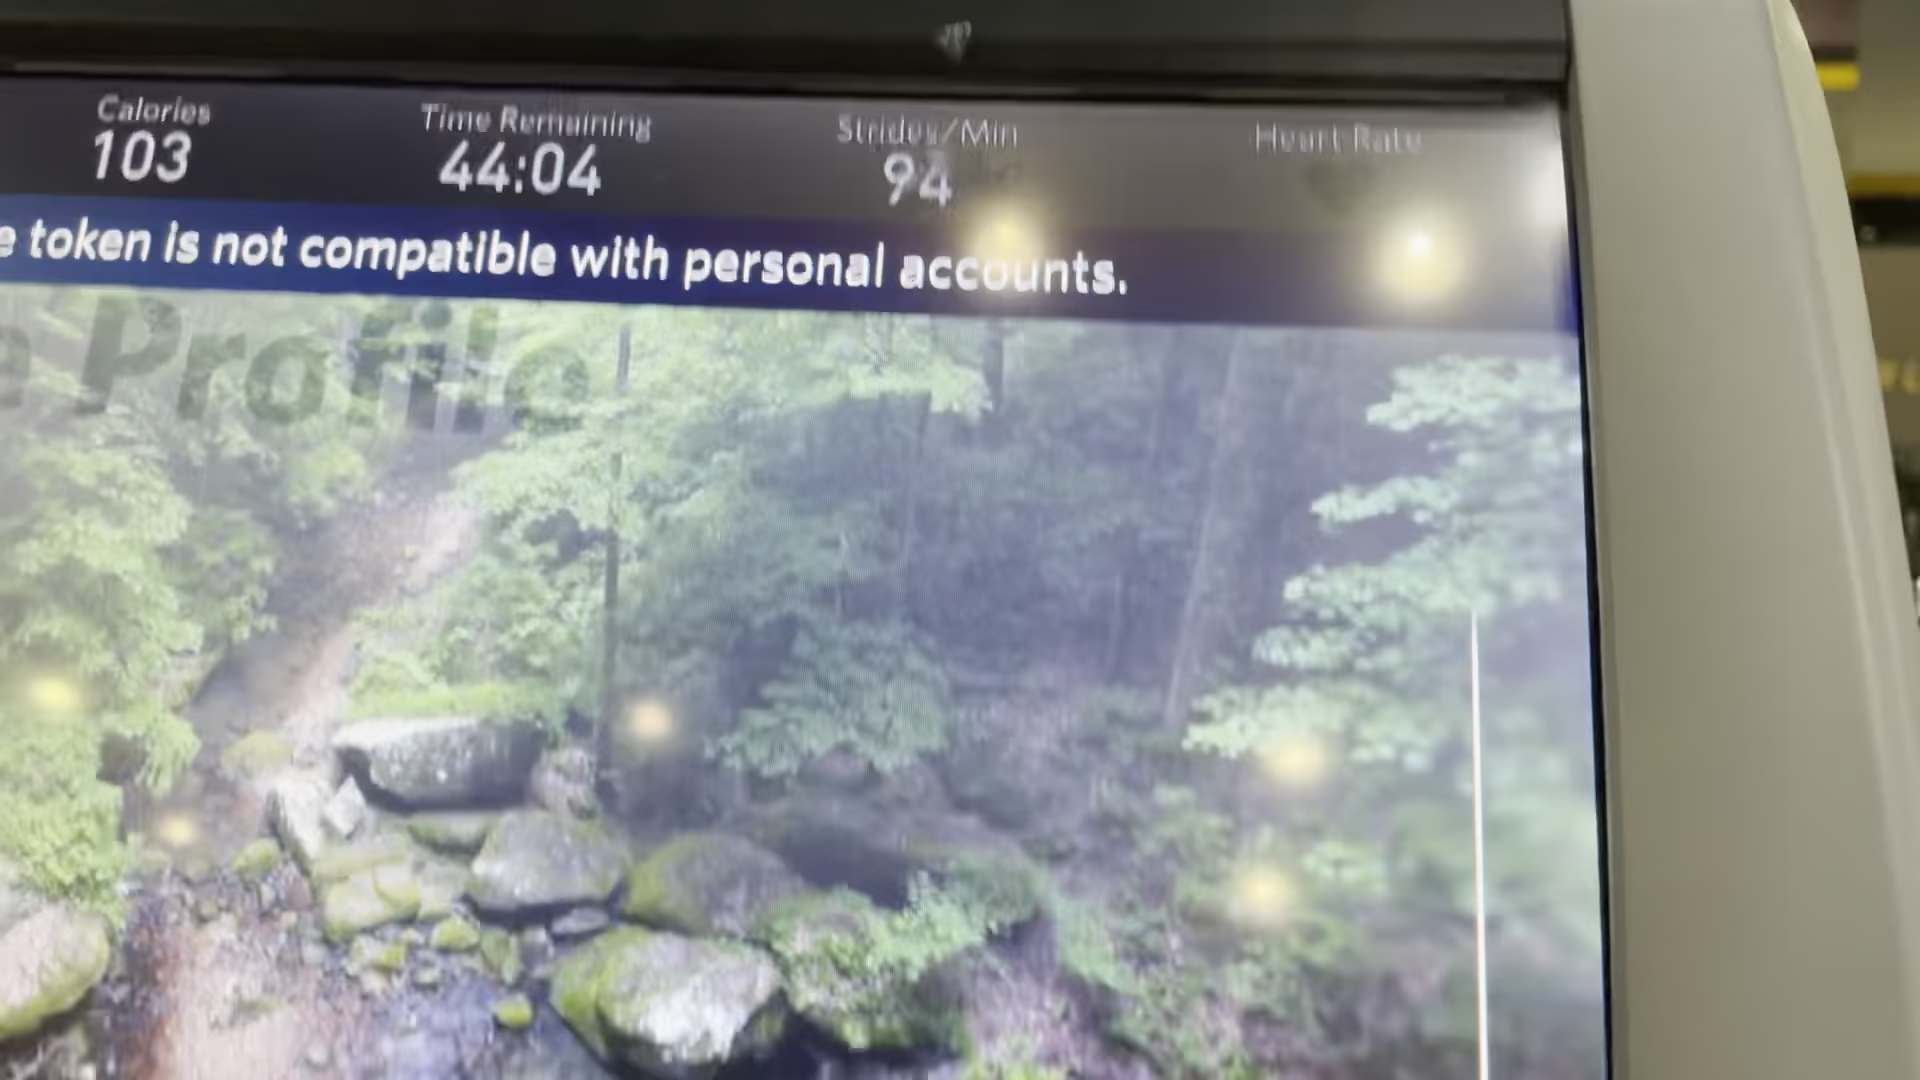 Calories Time Remaining Strides/Min Heart Rate
103 44:04 94
token is not compatible with personal accounts.
Profile